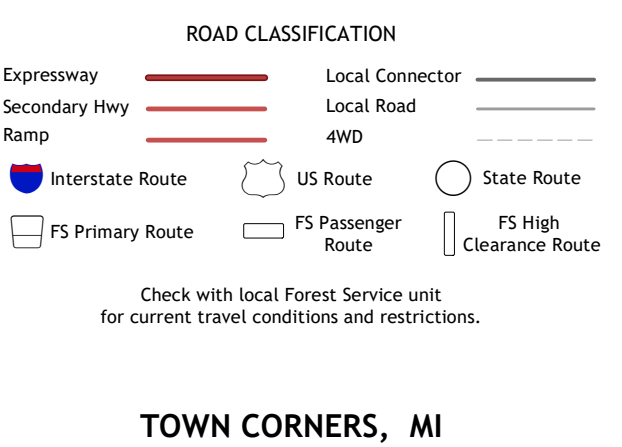 ROAD CLASSIFICATION
Expressway
Local Connector
Secondary Hwy
Local Road
Ramp
4WD
Interstate Route
US Route
State Route
FS Primary Route
FS Passenger
Route
FS High
Clearance Route
Check with local Forest Service unit
for current travel conditions and restrictions.
TOWN CORNERS, MI